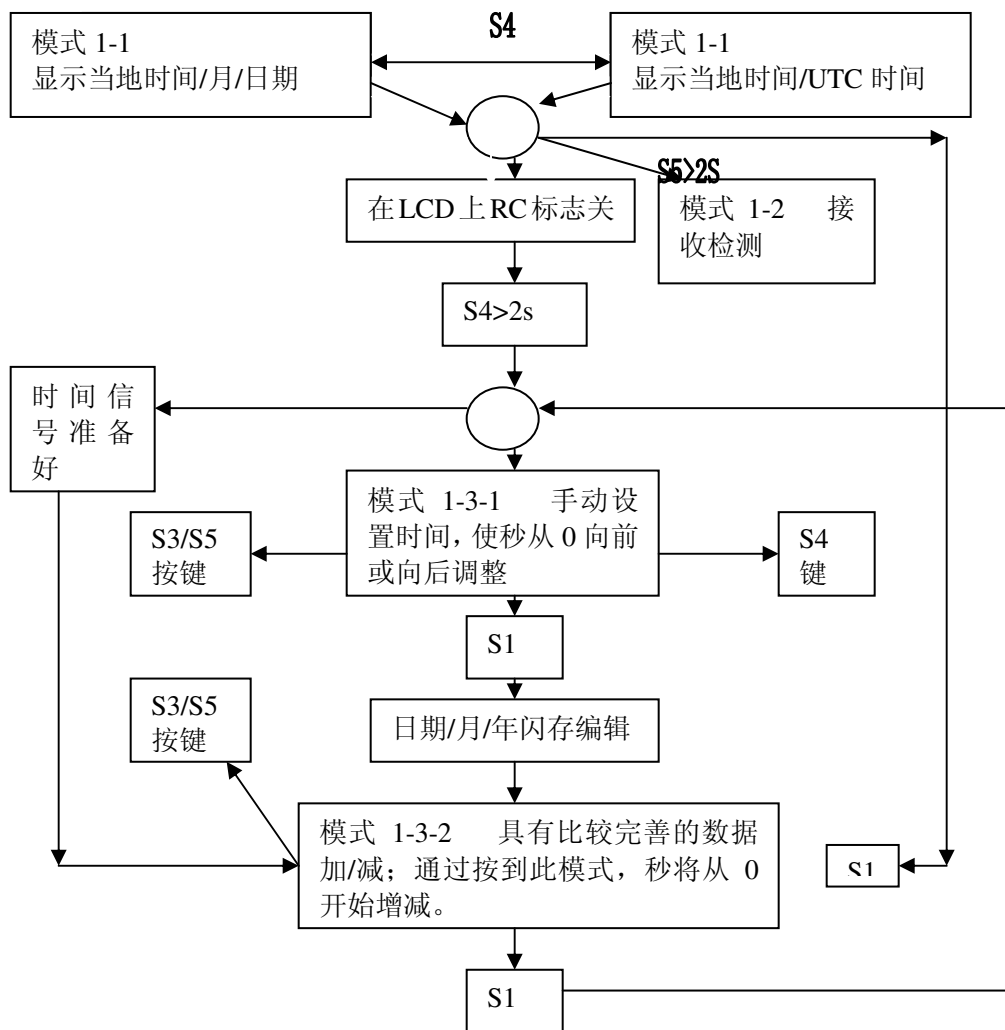 S4
模式 1-1
显示当地时间/月/日期
模式 1-1
显示当地时间/UTC 时间
S5>2S
在LCD上RC标志关
模式 1-2 接
收检测
S4>2s
时间信
号准备
好
模式 1-3-1 手动设
置时间，使秒从 0 向前
或向后调整
S3/S5
按键
S4
键
S1
S3/S5
按键
日期/月/年闪存编辑
模式 1-3-2 具有比较完善的数据
加/减；通过按到此模式，秒将从 0
开始增减。
S1
S1